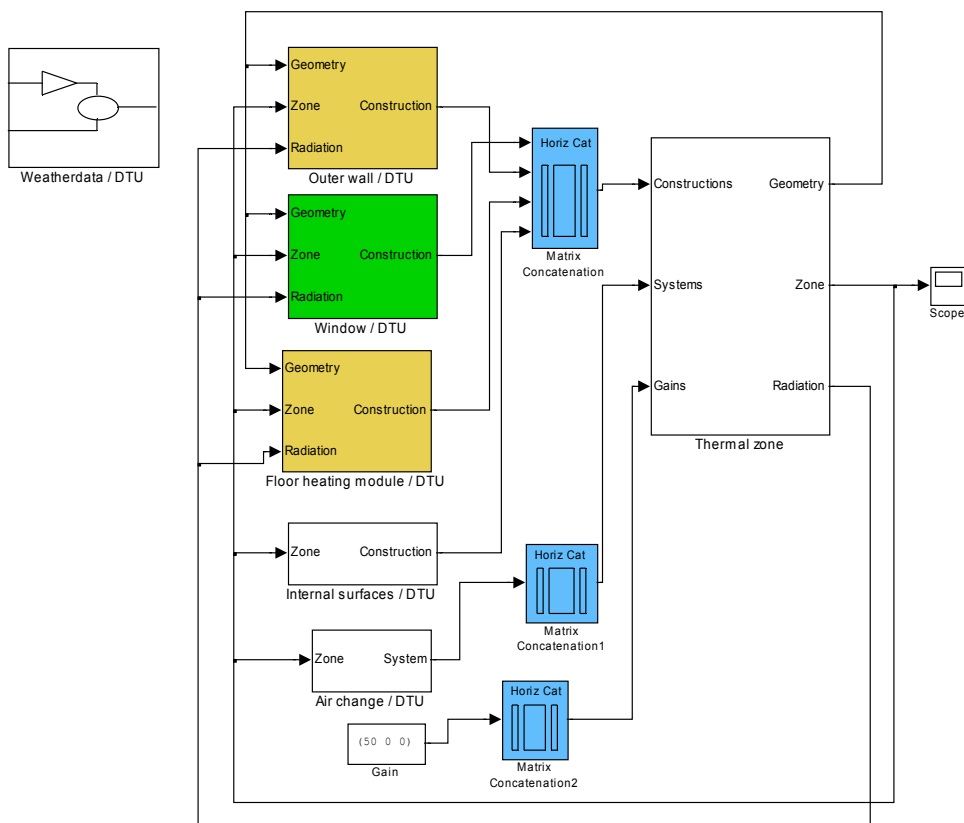 Weatherdata / DTU
Geometry
Zone
Radiation
Construction
Outer wall / DTU
Geometry
Zone
Radiation
Construction
Window / DTU
Geometry
Zone
Radiation
Construction
Floor heating module / DTU
Zone
Construction
Internal surfaces / DTU
Zone
System
Air change / DTU
(50 0 0)
Gain
Horiz Cat
Matrix
Concatenation
Horiz Cat
Matrix
Concatenation1
Horiz Cat
Matrix
Concatenation2
Constructions
Systems
Gains
Geometry
Zone
Radiation
Thermal zone
Scope